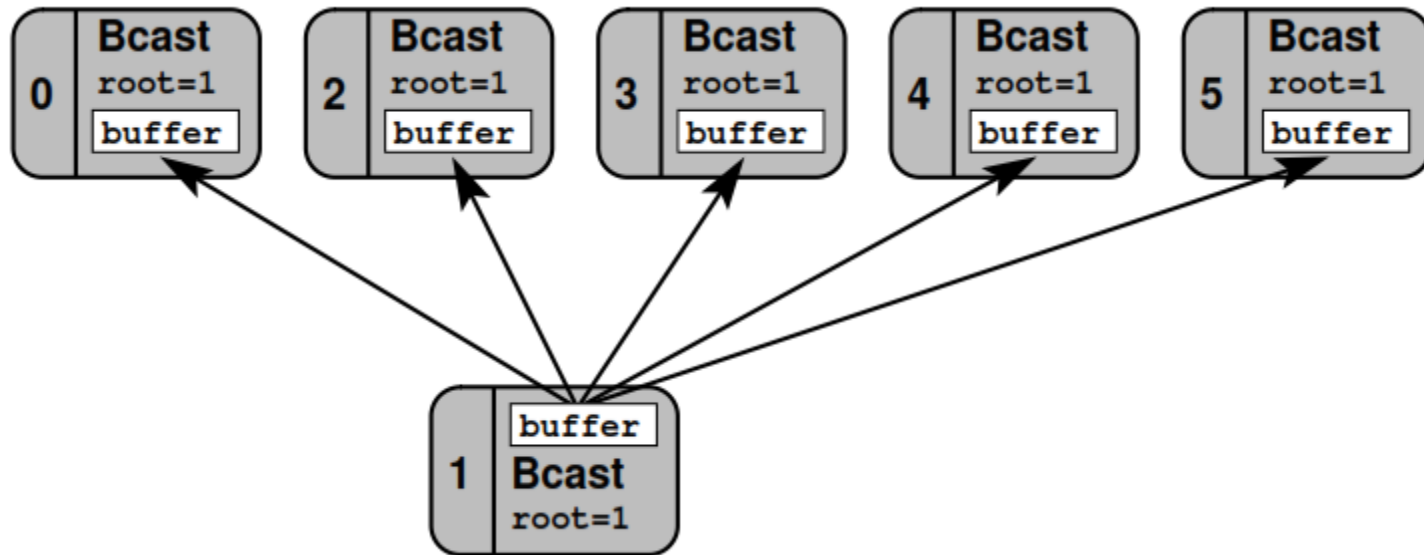 0
Bcast
root=1
buffer
2
Bcast
root=1
buffer
3
Bcast
root=1
buffer
4
Bcast
root=1
buffer
5
Bcast
root=1
buffer
1
buffer
Bcast
root=1